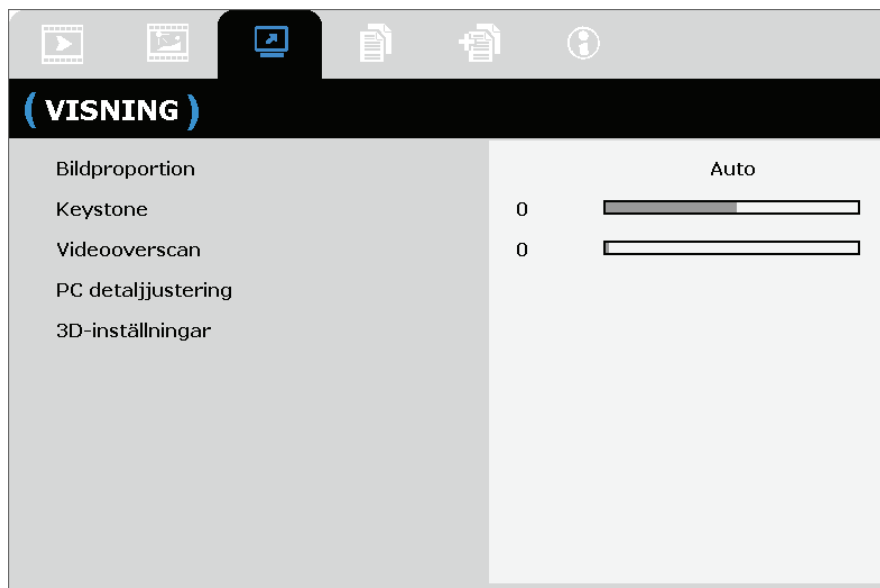 VISNING
Bildproportion Auto
Keystone 0
Videooverscan 0
PC detaljjustering
3D-inställningar